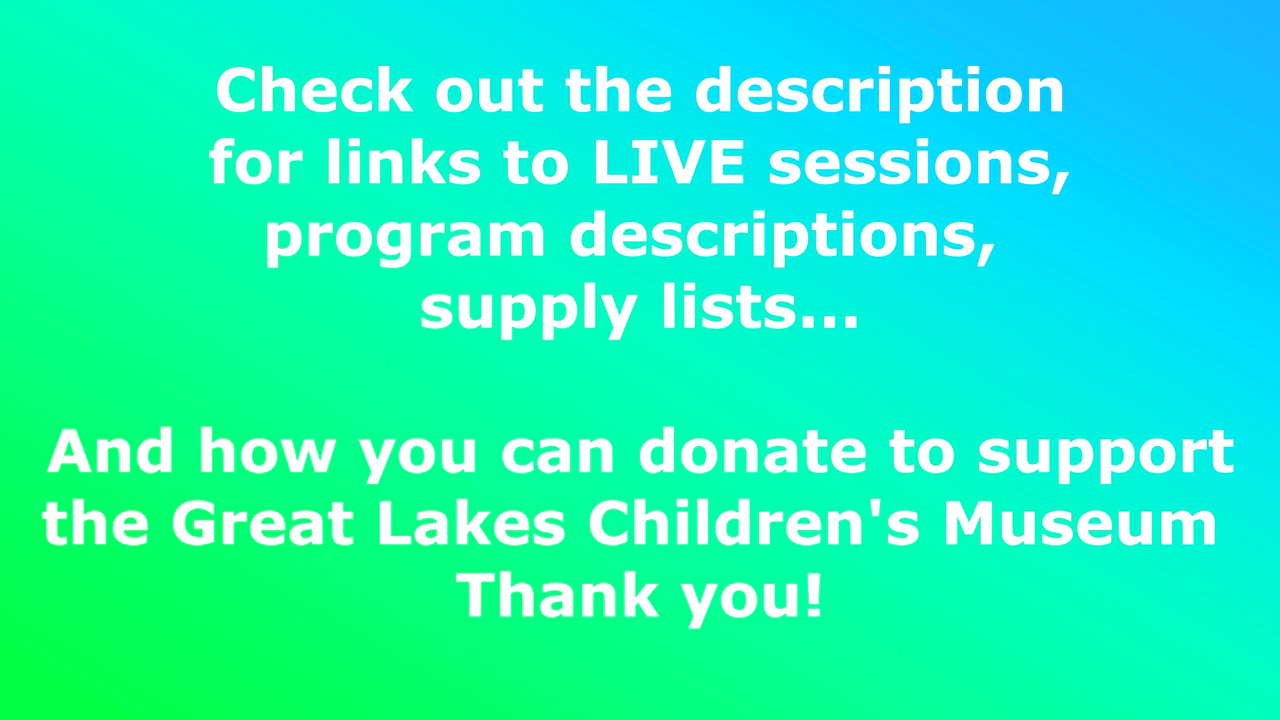 Check out the description
for links to LIVE sessions,
program descriptions,
supply lists...
And how you can donate to support
the Great Lakes Children's Museum
Thank you!